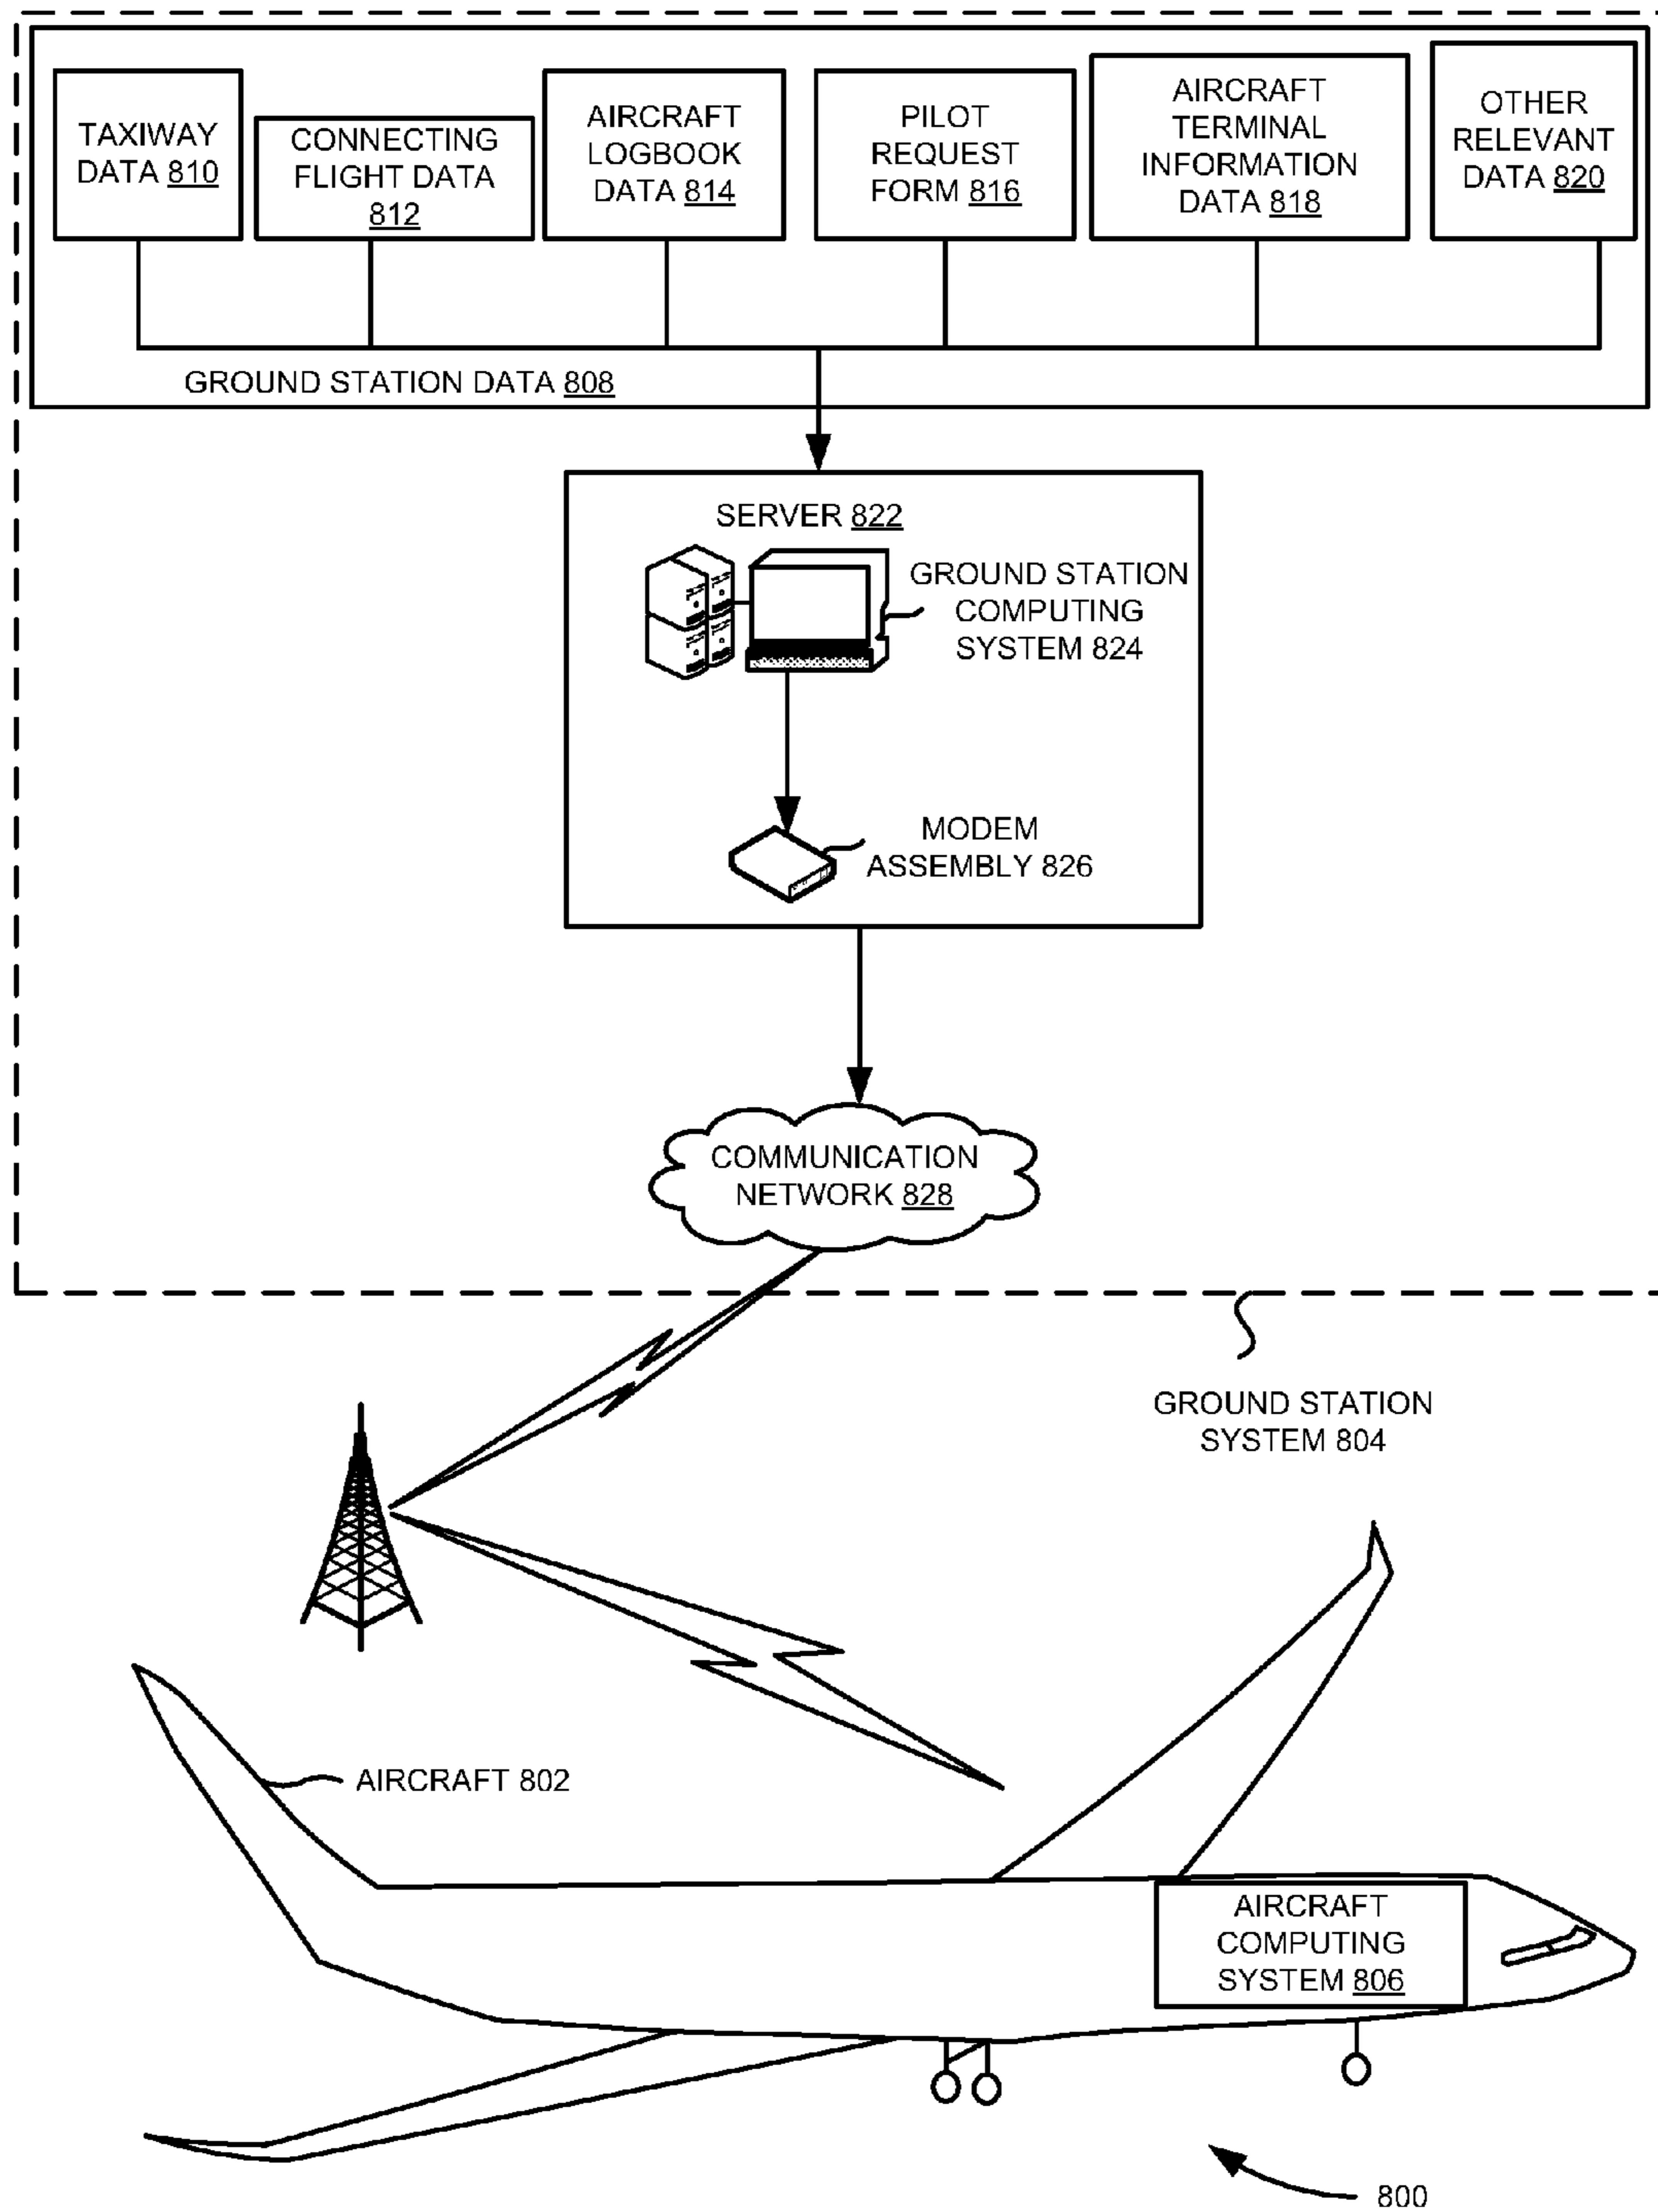 TAXIWAY
DATA 810
CONNECTING
FLIGHT DATA
812
AIRCRAFT
LOGBOOK
DATA 814
PILOT
REQUEST
FORM 816
AIRCRAFT
TERMINAL
INFORMATION
DATA 818
OTHER
RELEVANT
DATA 820
GROUND STATION DATA 808
SERVER 822
GROUND STATION
COMPUTING
SYSTEM 824
MODEM
ASSEMBLY 826
COMMUNICATION
NETWORK 828
GROUND STATION
SYSTEM 804
AIRCRAFT 802
AIRCRAFT
COMPUTING
SYSTEM 806
800